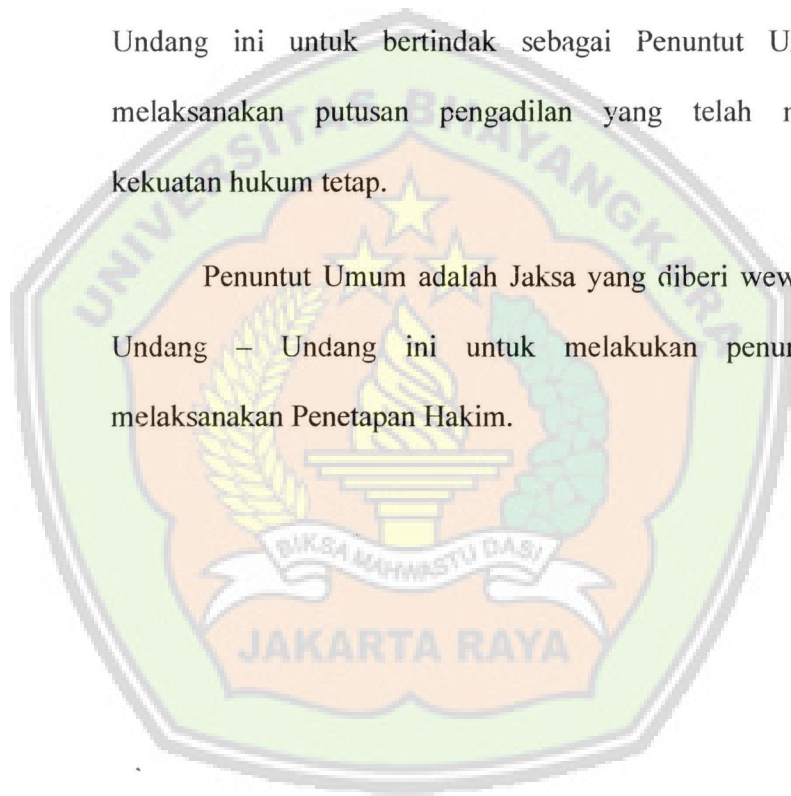 Undang ini untuk bertindak sebagai Penuntut U
melaksanakan putusan pengadilan yang telah
kekuatan hukum tetap.
Penuntut Umum adalah Jaksa yang diberi wew
Undang – Undang ini untuk melakukan penu
melaksanakan Penetapan Hakim.
UNIVERSITAS BHAYANGKARA
BIKSA MAHWASTU DASI
JAKARTA RAYA